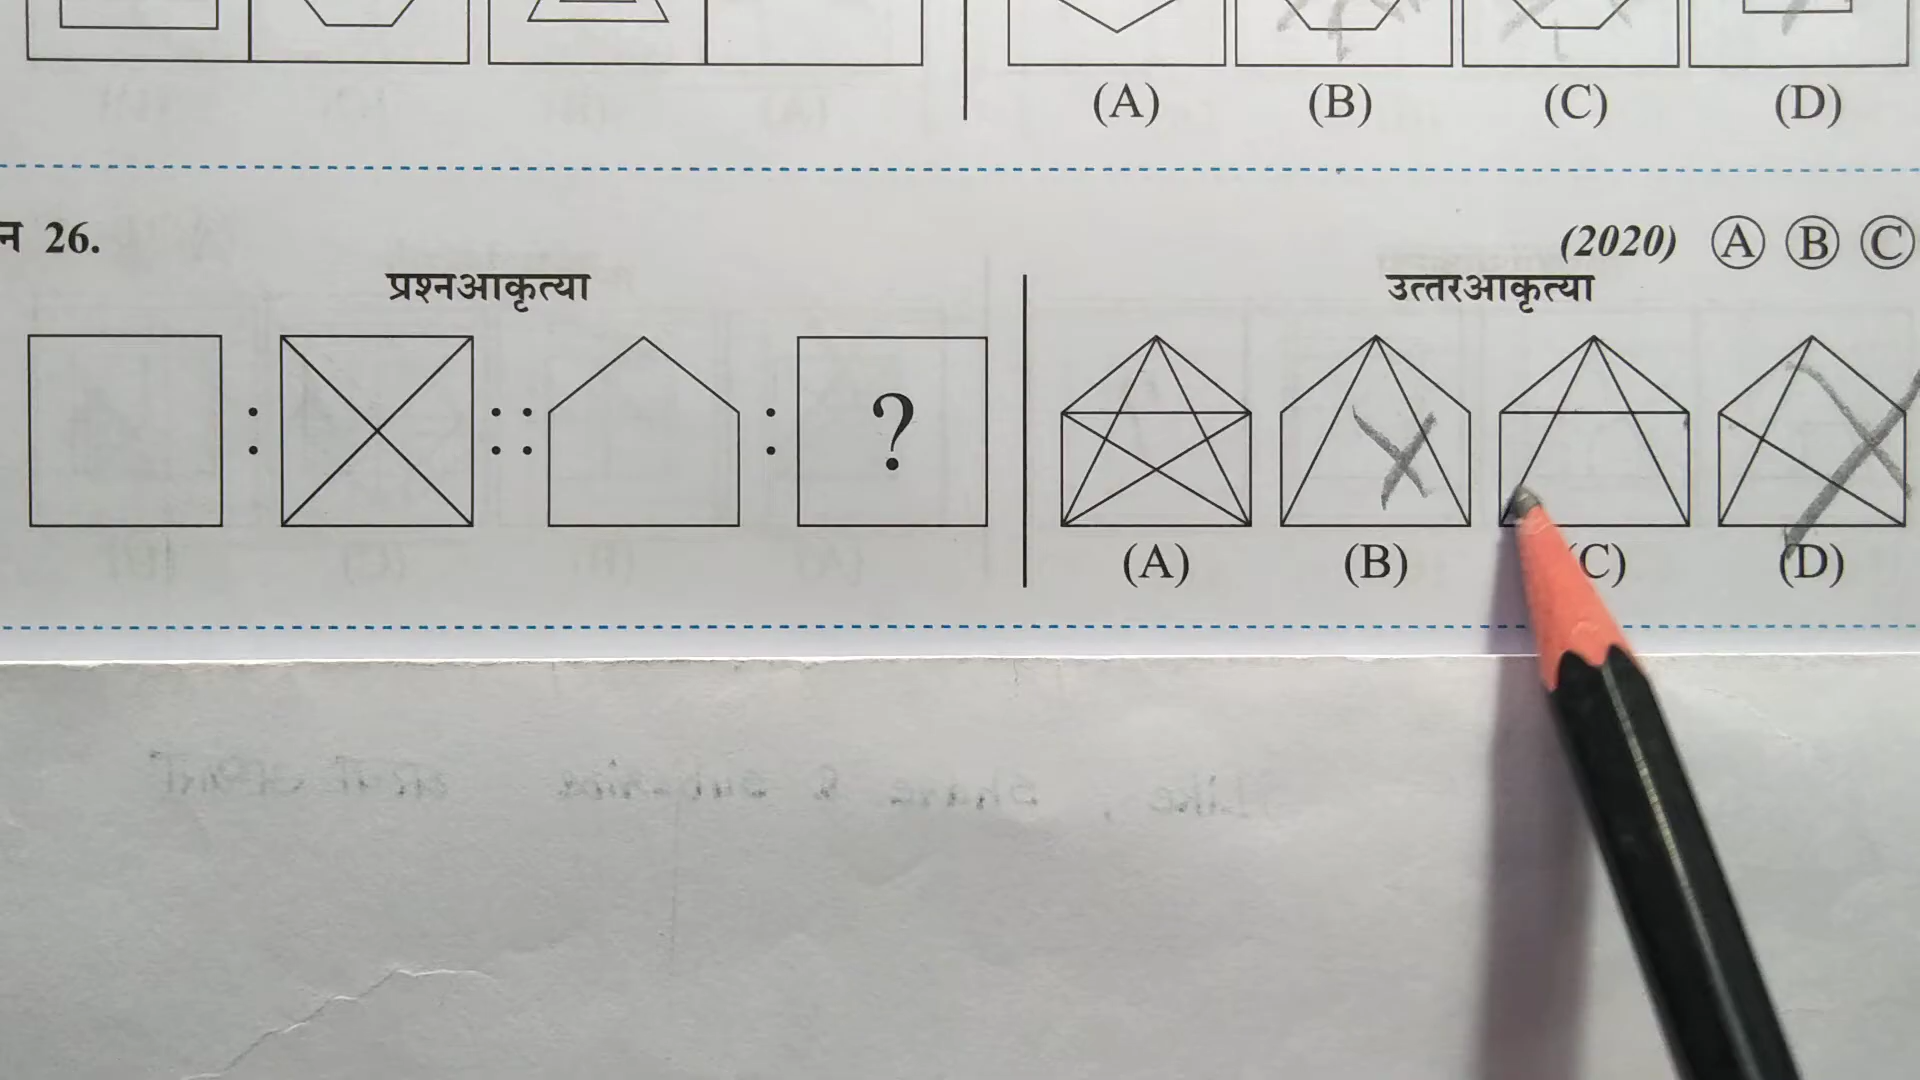 (A) (B) (C) (D)
न 26.
(2020) Ⓐ Ⓑ Ⓒ
प्रश्नआकृत्या
उत्तरआकृत्या
: :: : ?
(A) (B) C) (D)